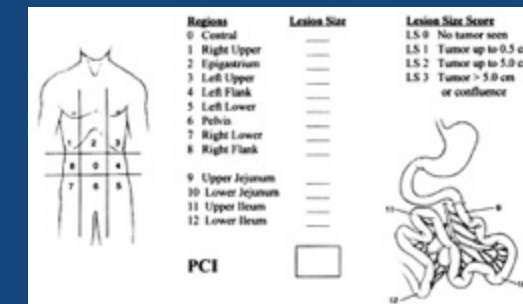 Regions Lesion Size
0 Central
1 Right Upper
2 Epigastrium
3 Left Upper
4 Left Flank
5 Left Lower
6 Pelvis
7 Right Lower
8 Right Flank
9 Upper Jejunum
10 Lower Jejunum
11 Upper Ileum
12 Lower Ileum
PCI
Lesion Size Score
LS 0 No tumor seen
LS 1 Tumor up to 0.5 c
LS 2 Tumor up to 5.0 c
LS 3 Tumor > 5.0 cm
or confluence
1 2 3
8 0 4
7 6 5
11
9
12